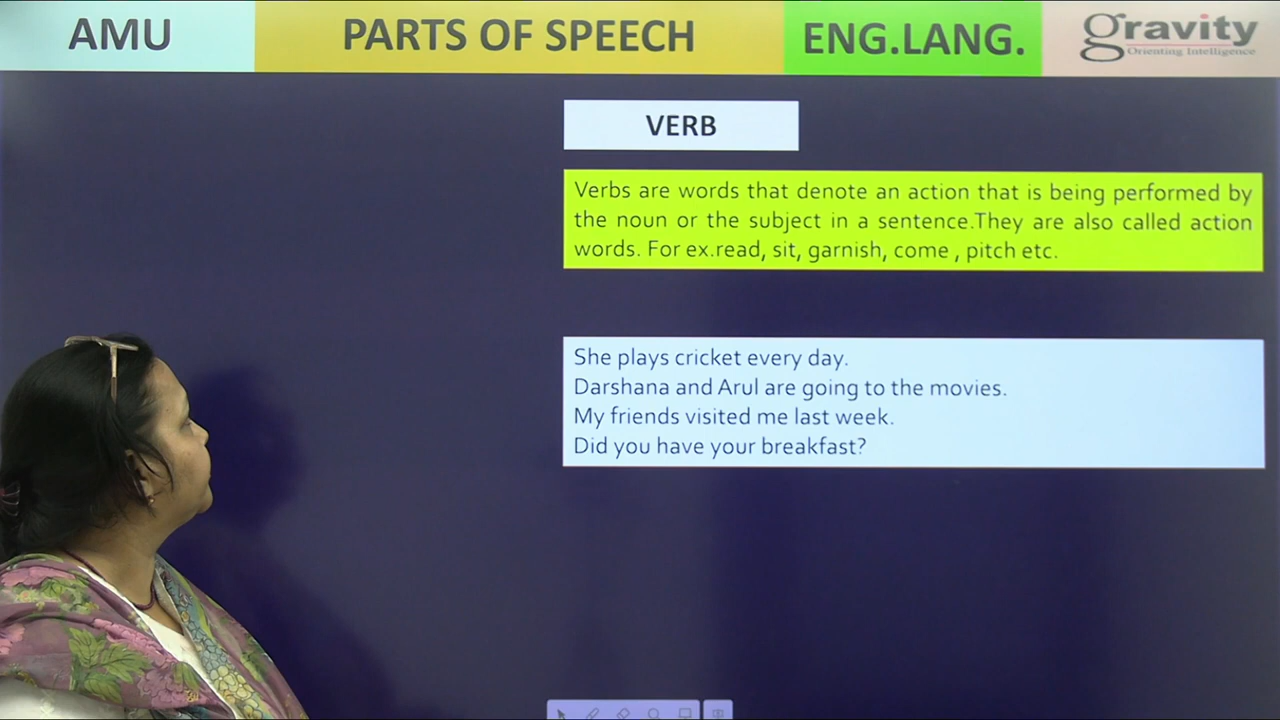 AMU
PARTS OF SPEECH
ENG.LANG.
gravity
Orienting Intelligence
VERB
Verbs are words that denote an action that is being performed by
the noun or the subject in a sentence.They are also called action
words. For ex.read, sit, garnish, come , pitch etc.
She plays cricket every day.
Darshana and Arul are going to the movies.
My friends visited me last week.
Did you have your breakfast?